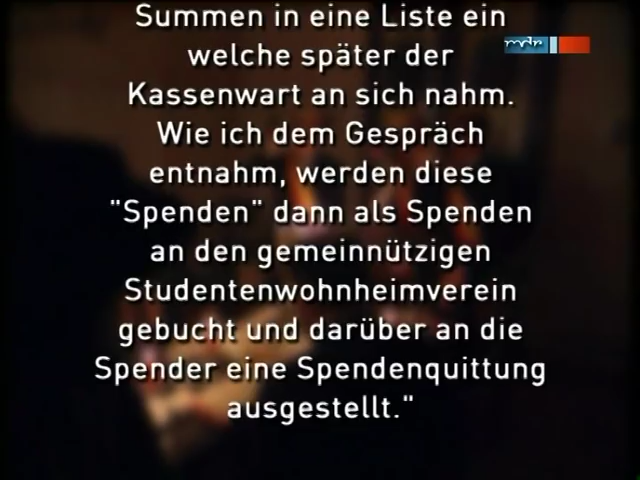 Summen in eine Liste ein
mdr
welche später der
Kassenwart an sich nahm.
Wie ich dem Gespräch
entnahm, werden diese
"Spenden" dann als Spenden
an den gemeinnützigen
Studentenwohnheimverein
gebucht und darüber an die
Spender eine Spendenquittung
ausgestellt."